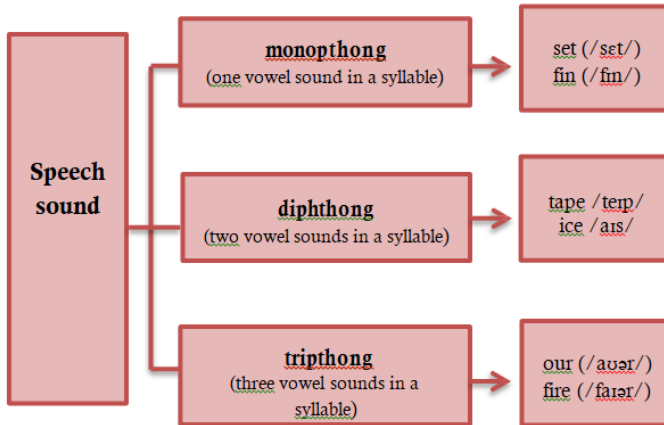 Speech
sound
monopthong
(one vowel sound in a syllable)
set (/sɛt/)
fin (/fɪn/)
diphthong
(two vowel sounds in a syllable)
tape /teɪp/
ice /aɪs/
tripthong
(three vowel sounds in a
syllable)
our (/aʊər/)
fire (/faɪər/)